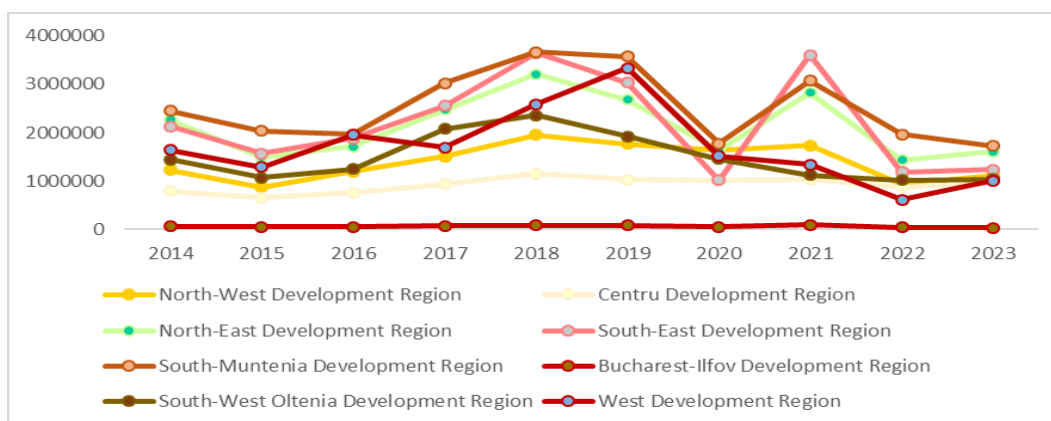 4000000
3000000
2000000
1000000
0
2014 2015 2016 2017 2018 2019 2020 2021 2022 2023
North-West Development Region Centru Development Region
North-East Development Region South-East Development Region
South-Muntenia Development Region Bucharest-Ilfov Development Region
South-West Oltenia Development Region West Development Region